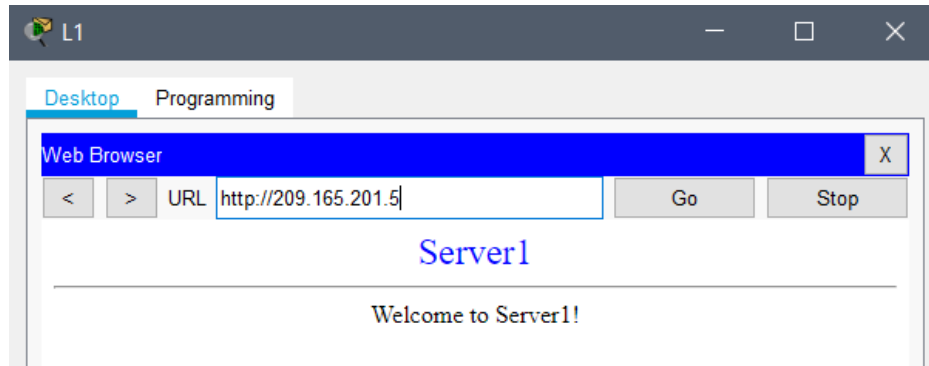 L1
Desktop Programming
Web Browser X
< > URL http://209.165.201.5 Go Stop
Server1
Welcome to Server1!